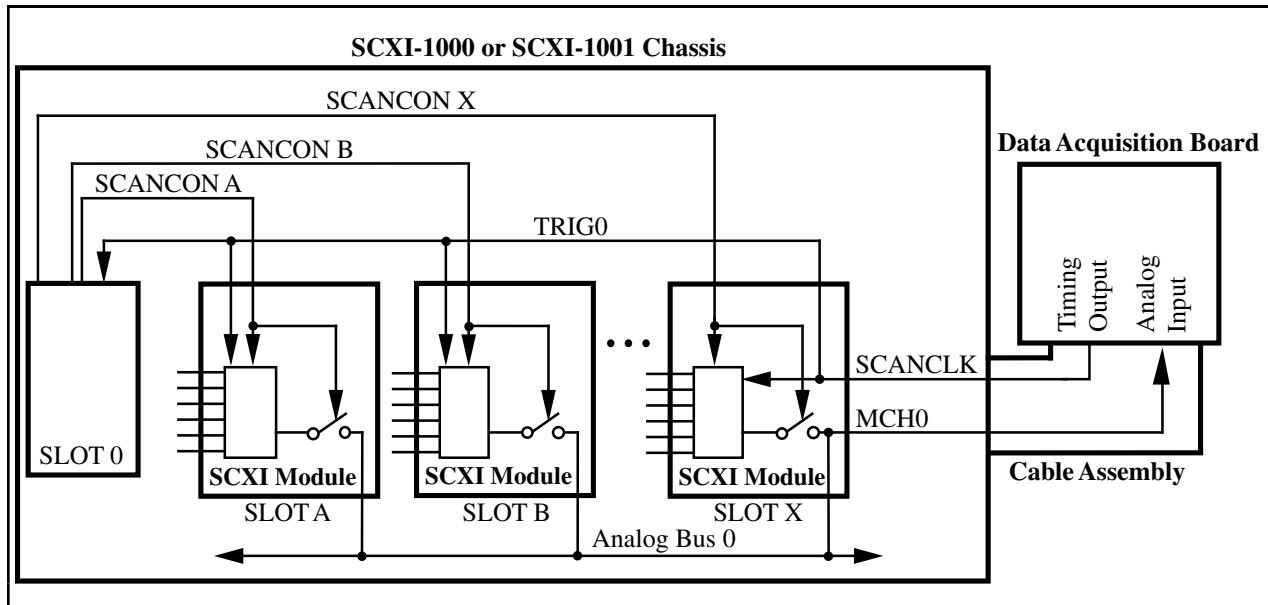 SCXI-1000 or SCXI-1001 Chassis
SCANCON X
SCANCON B
SCANCON A
TRIG0
Data Acquisition Board
Timing
Output
Analog
Input
SCANCLK
MCH0
Cable Assembly
SLOT 0
SCXI Module
SLOT A
SCXI Module
SLOT B
• • •
SCXI Module
SLOT X
Analog Bus 0